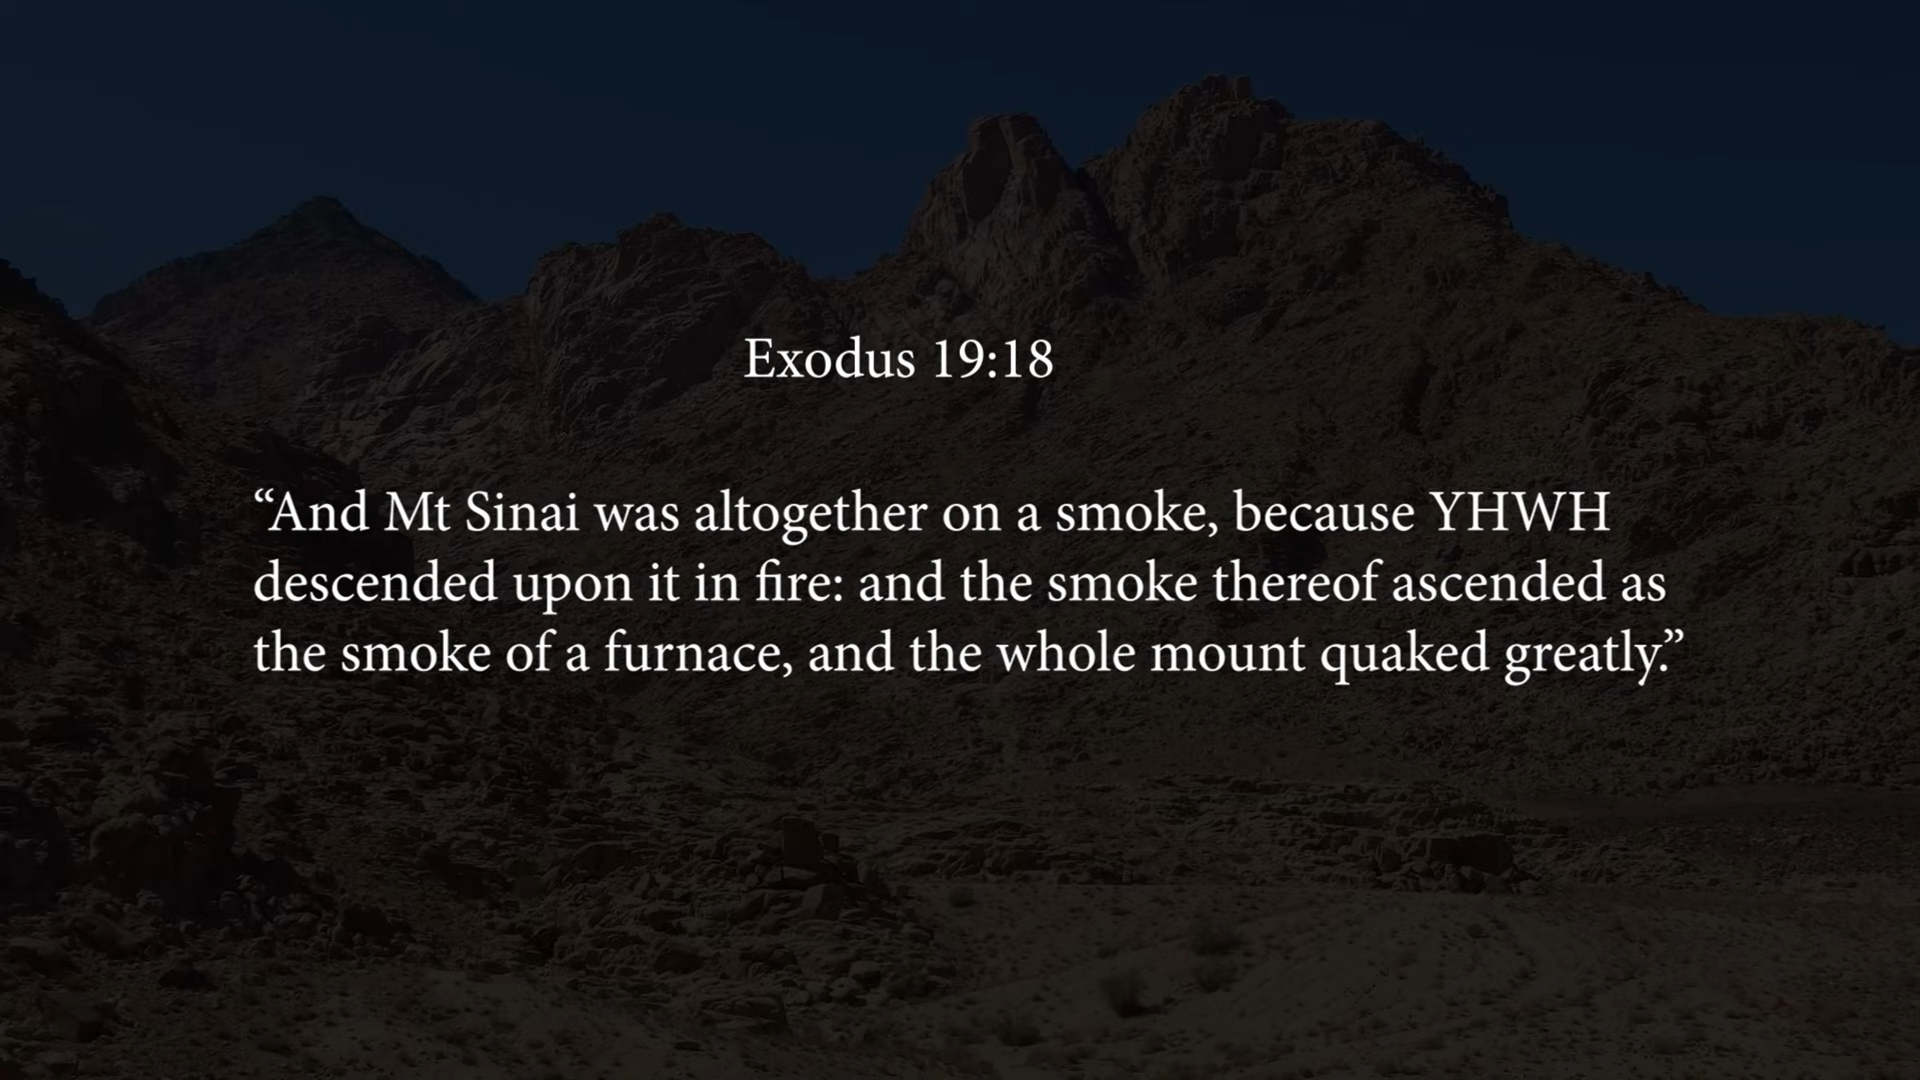 Exodus 19:18
“And Mt Sinai was altogether on a smoke, because YHWH
descended upon it in fire: and the smoke thereof ascended as
the smoke of a furnace, and the whole mount quaked greatly.”